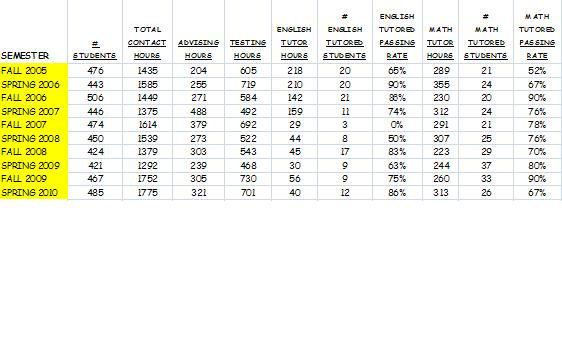 SEMESTER # STUDENTS TOTAL CONTACT HOURS ADVISING HOURS TESTING HOURS ENGLISH TUTOR HOURS # ENGLISH TUTORED STUDENTS ENGLISH TUTORED PASSING RATE MATH TUTOR HOURS # MATH TUTORED STUDENTS MATH TUTORED PASSING RATE
FALL 2005 476 1435 204 605 218 20 65% 289 21 52%
SPRING 2006 443 1585 255 719 210 20 90% 355 24 67%
FALL 2006 506 1449 271 584 142 21 86% 230 20 90%
SPRING 2007 446 1375 488 492 159 11 74% 312 24 76%
FALL 2007 474 1614 379 692 29 3 0% 291 21 78%
SPRING 2008 450 1539 273 522 44 8 50% 307 25 76%
FALL 2008 424 1379 303 543 45 17 83% 223 29 70%
SPRING 2009 421 1292 239 468 30 9 63% 244 37 80%
FALL 2009 467 1752 305 730 56 9 75% 260 33 90%
SPRING 2010 485 1775 321 701 40 12 86% 313 26 67%